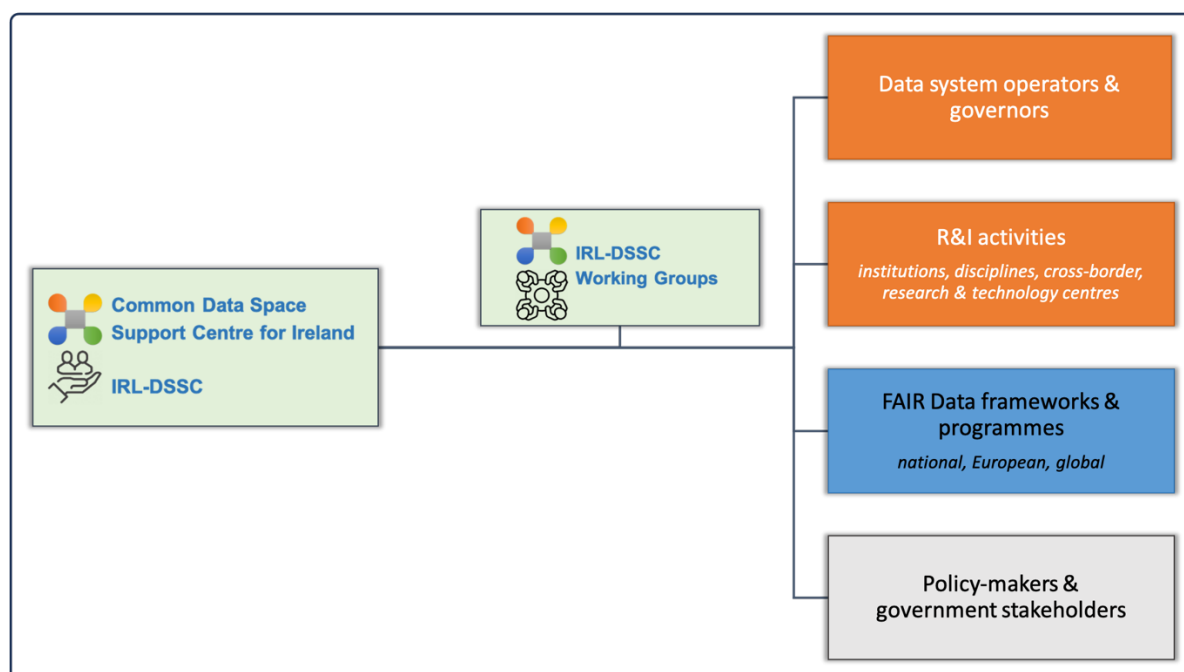 Common Data Space
Support Centre for Ireland
IRL-DSSC
IRL-DSSC
Working Groups
Data system operators &
governors
R&I activities
institutions, disciplines, cross-border,
research & technology centres
FAIR Data frameworks &
programmes
national, European, global
Policy-makers &
government stakeholders